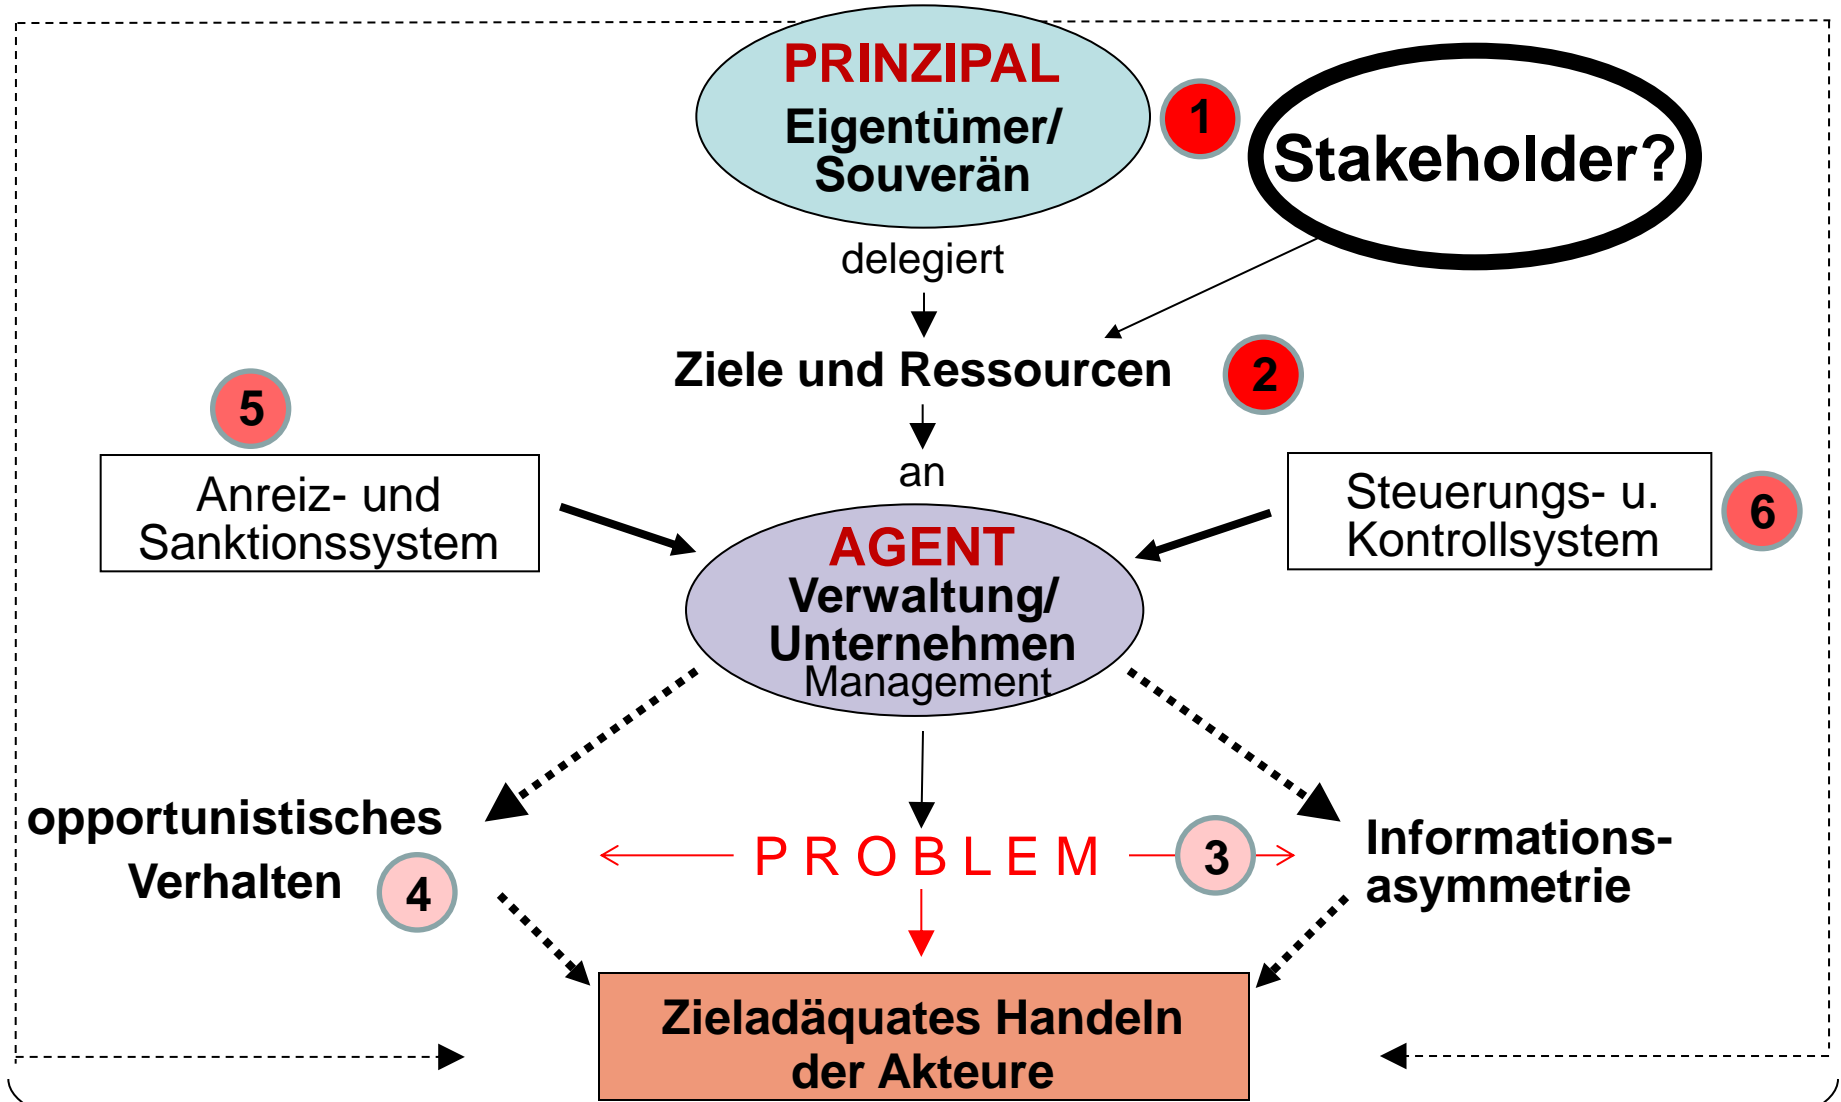 PRINZIPAL
Eigentümer/
Souverän
1
Stakeholder?
delegiert
Ziele und Ressourcen
2
5
an
Anreiz- und
Sanktionssystem
Steuerungs- u.
Kontrollsystem
6
AGENT
Verwaltung/
Unternehmen
Management
opportunistisches
Verhalten
4
P R O B L E M
3
Informations-
asymmetrie
Zieladäquates Handeln
der Akteure